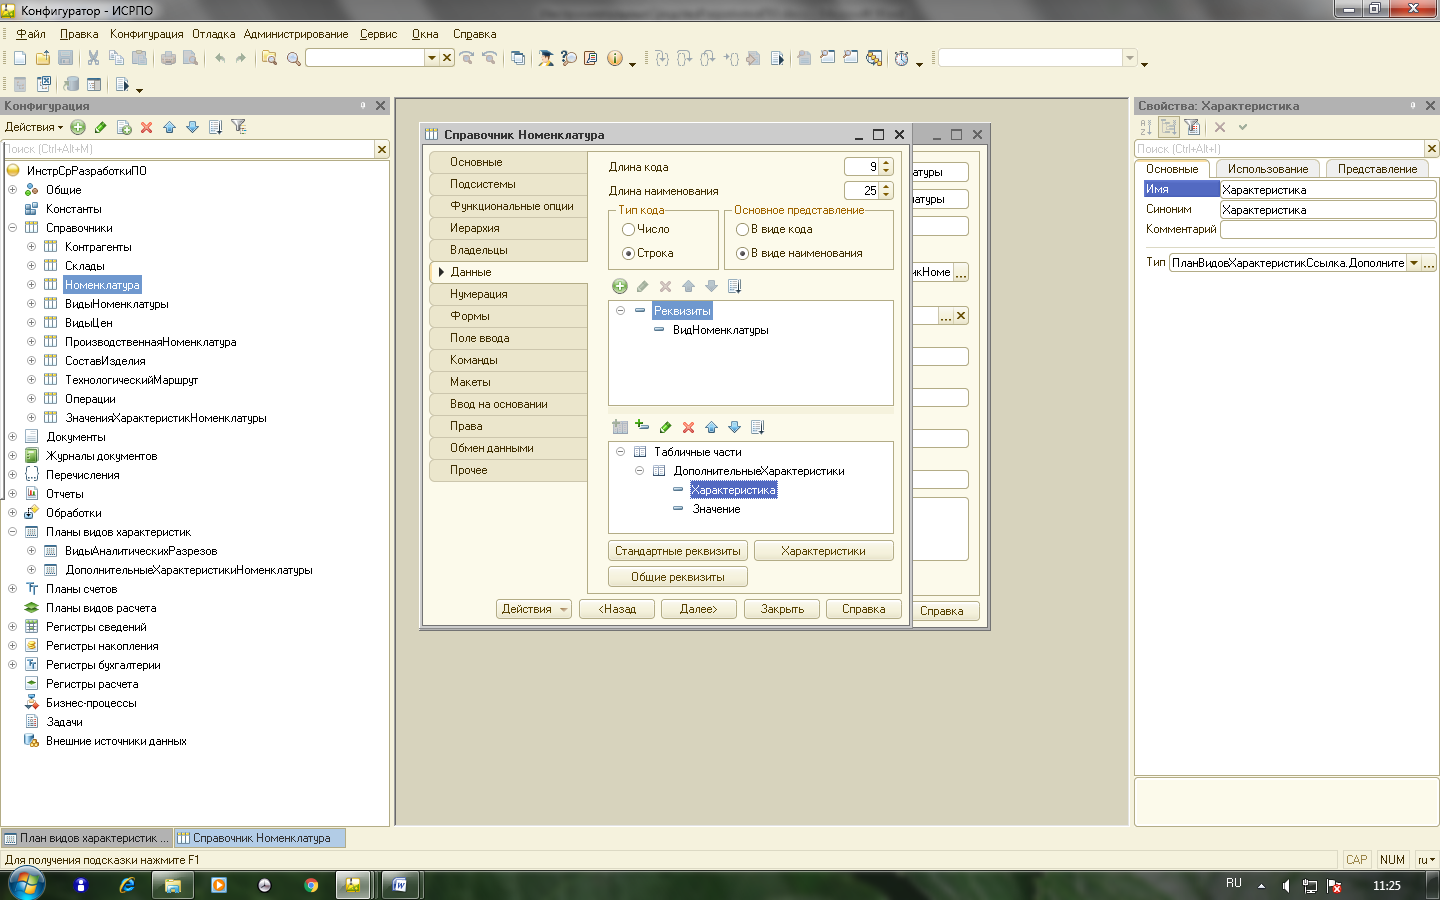 Конфигуратор - ИСРПО
Файл Правка Конфигурация Отладка Администрирование Сервис Окна Справка
Конфигурация
Действия
Поиск (Ctrl+Alt+M)
ИнстрСрРазработкиПО
Общие
Константы
Справочники
Контрагенты
Склады
Номенклатура
ВидыНоменклатуры
ВидыЦен
ПроизводственнаяНоменклатура
СоставИзделия
ТехнологическийМаршрут
Операции
ЗначенияХарактеристикНоменклатуры
Документы
Журналы документов
Перечисления
Отчеты
Обработки
Планы видов характеристик
ВидыАналитическихРазрезов
ДополнительныеХарактеристикиНоменклатуры
Планы счетов
Планы видов расчета
Регистры сведений
Регистры накопления
Регистры бухгалтерии
Регистры расчета
Бизнес-процессы
Задачи
Внешние источники данных
Справочник Номенклатура
Основные
Подсистемы
Функциональные опции
Иерархия
Владельцы
Данные
Нумерация
Формы
Поле ввода
Команды
Макеты
Ввод на основании
Права
Обмен данными
Прочее
Длина кода 9
Длина наименования 25
Тип кода
Число
Строка
Основное представление
В виде кода
В виде наименования
Реквизиты
ВидНоменклатуры
Табличные части
ДополнительныеХарактеристики
Характеристика
Значение
Стандартные реквизиты Характеристики
Общие реквизиты
Действия <Назад Далее> Закрыть Справка
атуры
атуры
икНоме ...
...
Справка
Свойства: Характеристика
Поиск (Ctrl+Alt+I)
Основные Использование Представление
Имя Характеристика
Синоним Характеристика
Комментарий
Тип ПланВидовХарактеристикСсылка.Дополните ...
План видов характеристик ... Справочник Номенклатура
Для получения подсказки нажмите F1
CAP NUM ru
RU 11:25